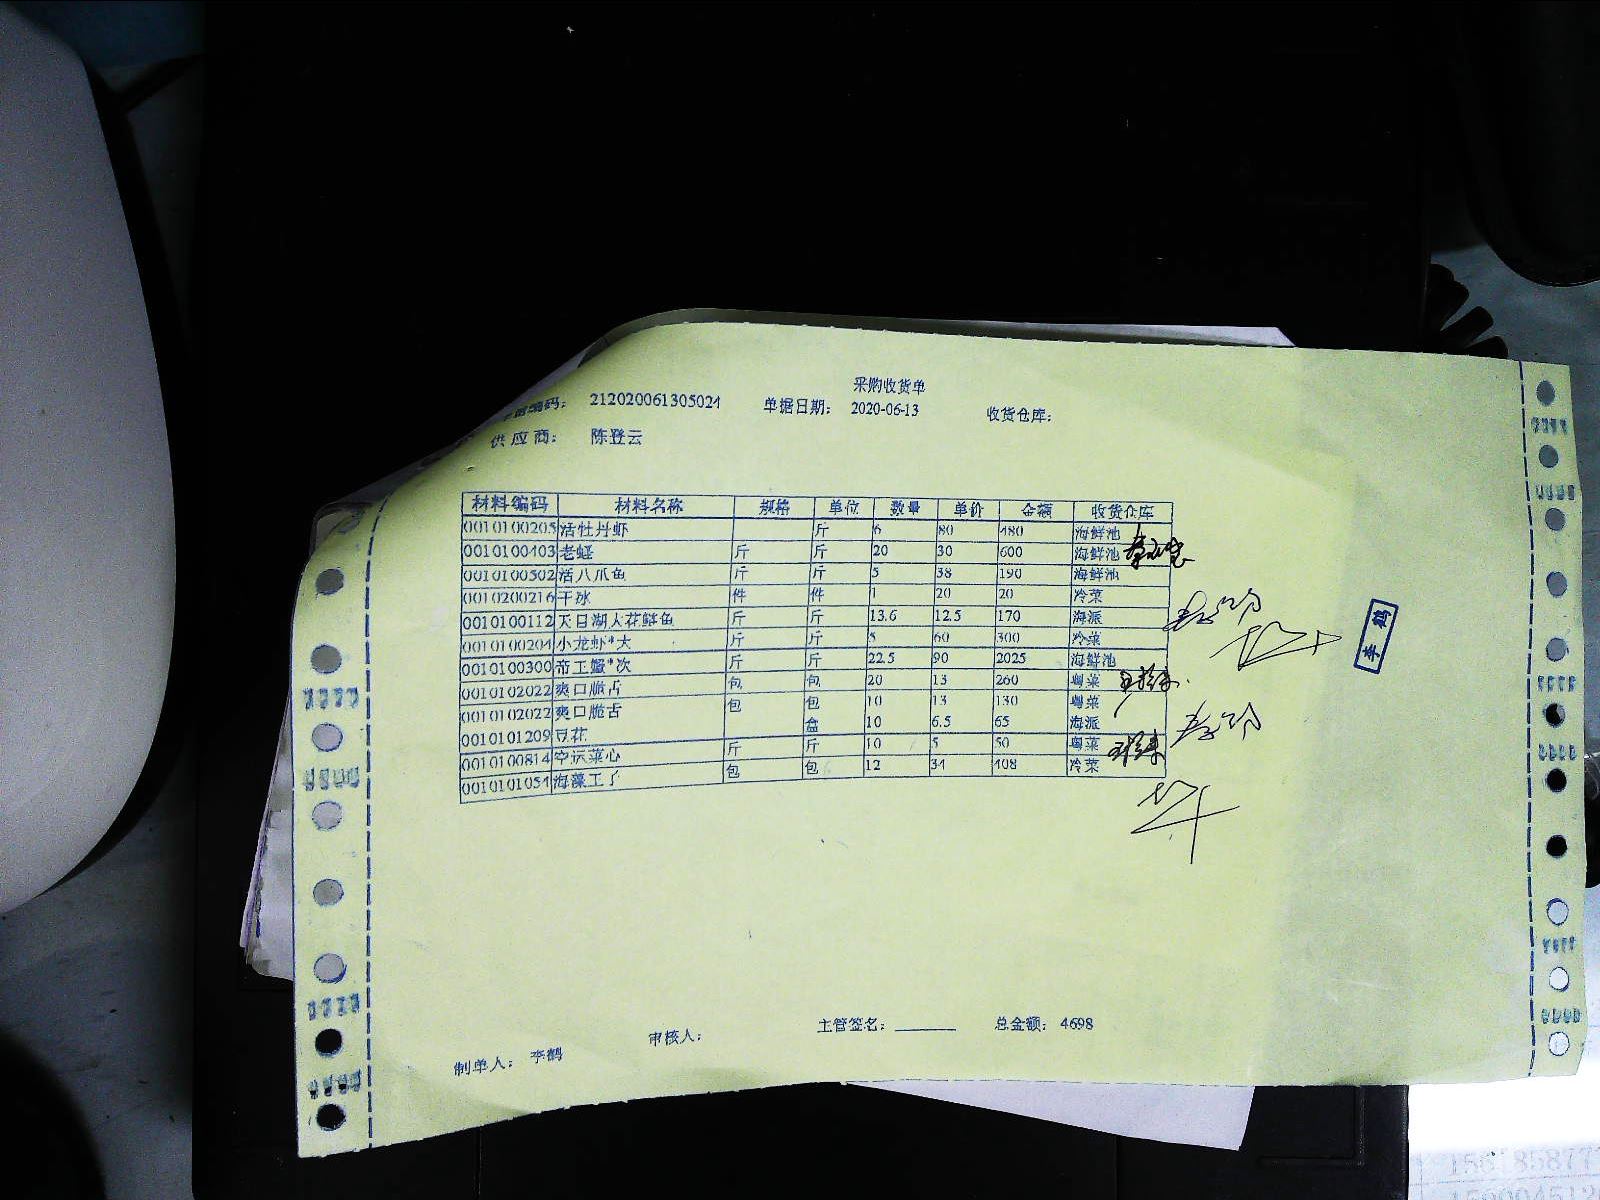 采购收货单
编码： 212020061305021 单据日期： 2020-06-13 收货仓库：
供应商： 陈登云
材料编码 材料名称 规格 单位 数量 单价 金额 收货仓库
0010100205 活牡丹虾 斤 6 80 480 海鲜池
0010100403 老蛏 斤 斤 20 30 600 海鲜池
0010100502 活八爪鱼 斤 斤 5 38 190 海鲜池
0010200216 干冰 件 件 1 20 20 冷菜
0010100112 天目湖大花鲢鱼 斤 斤 13.6 12.5 170 海派
0010100204 小龙虾*大 斤 斤 5 60 300 冷菜
0010100300 帝王蟹*次 斤 斤 22.5 90 2025 海鲜池
0010102022 爽口脆舌 包 包 20 13 260 粤菜
0010102022 爽口脆舌 包 包 10 13 130 粤菜
0010101209 豆花 盒 10 6.5 65 海派
0010100814 空运菜心 斤 斤 10 5 50 粤菜
0010101054 海藻王子 包 包 12 34 408 冷菜
李鹤
制单人： 李鹤 审核人： 主管签名： 总金额： 4698